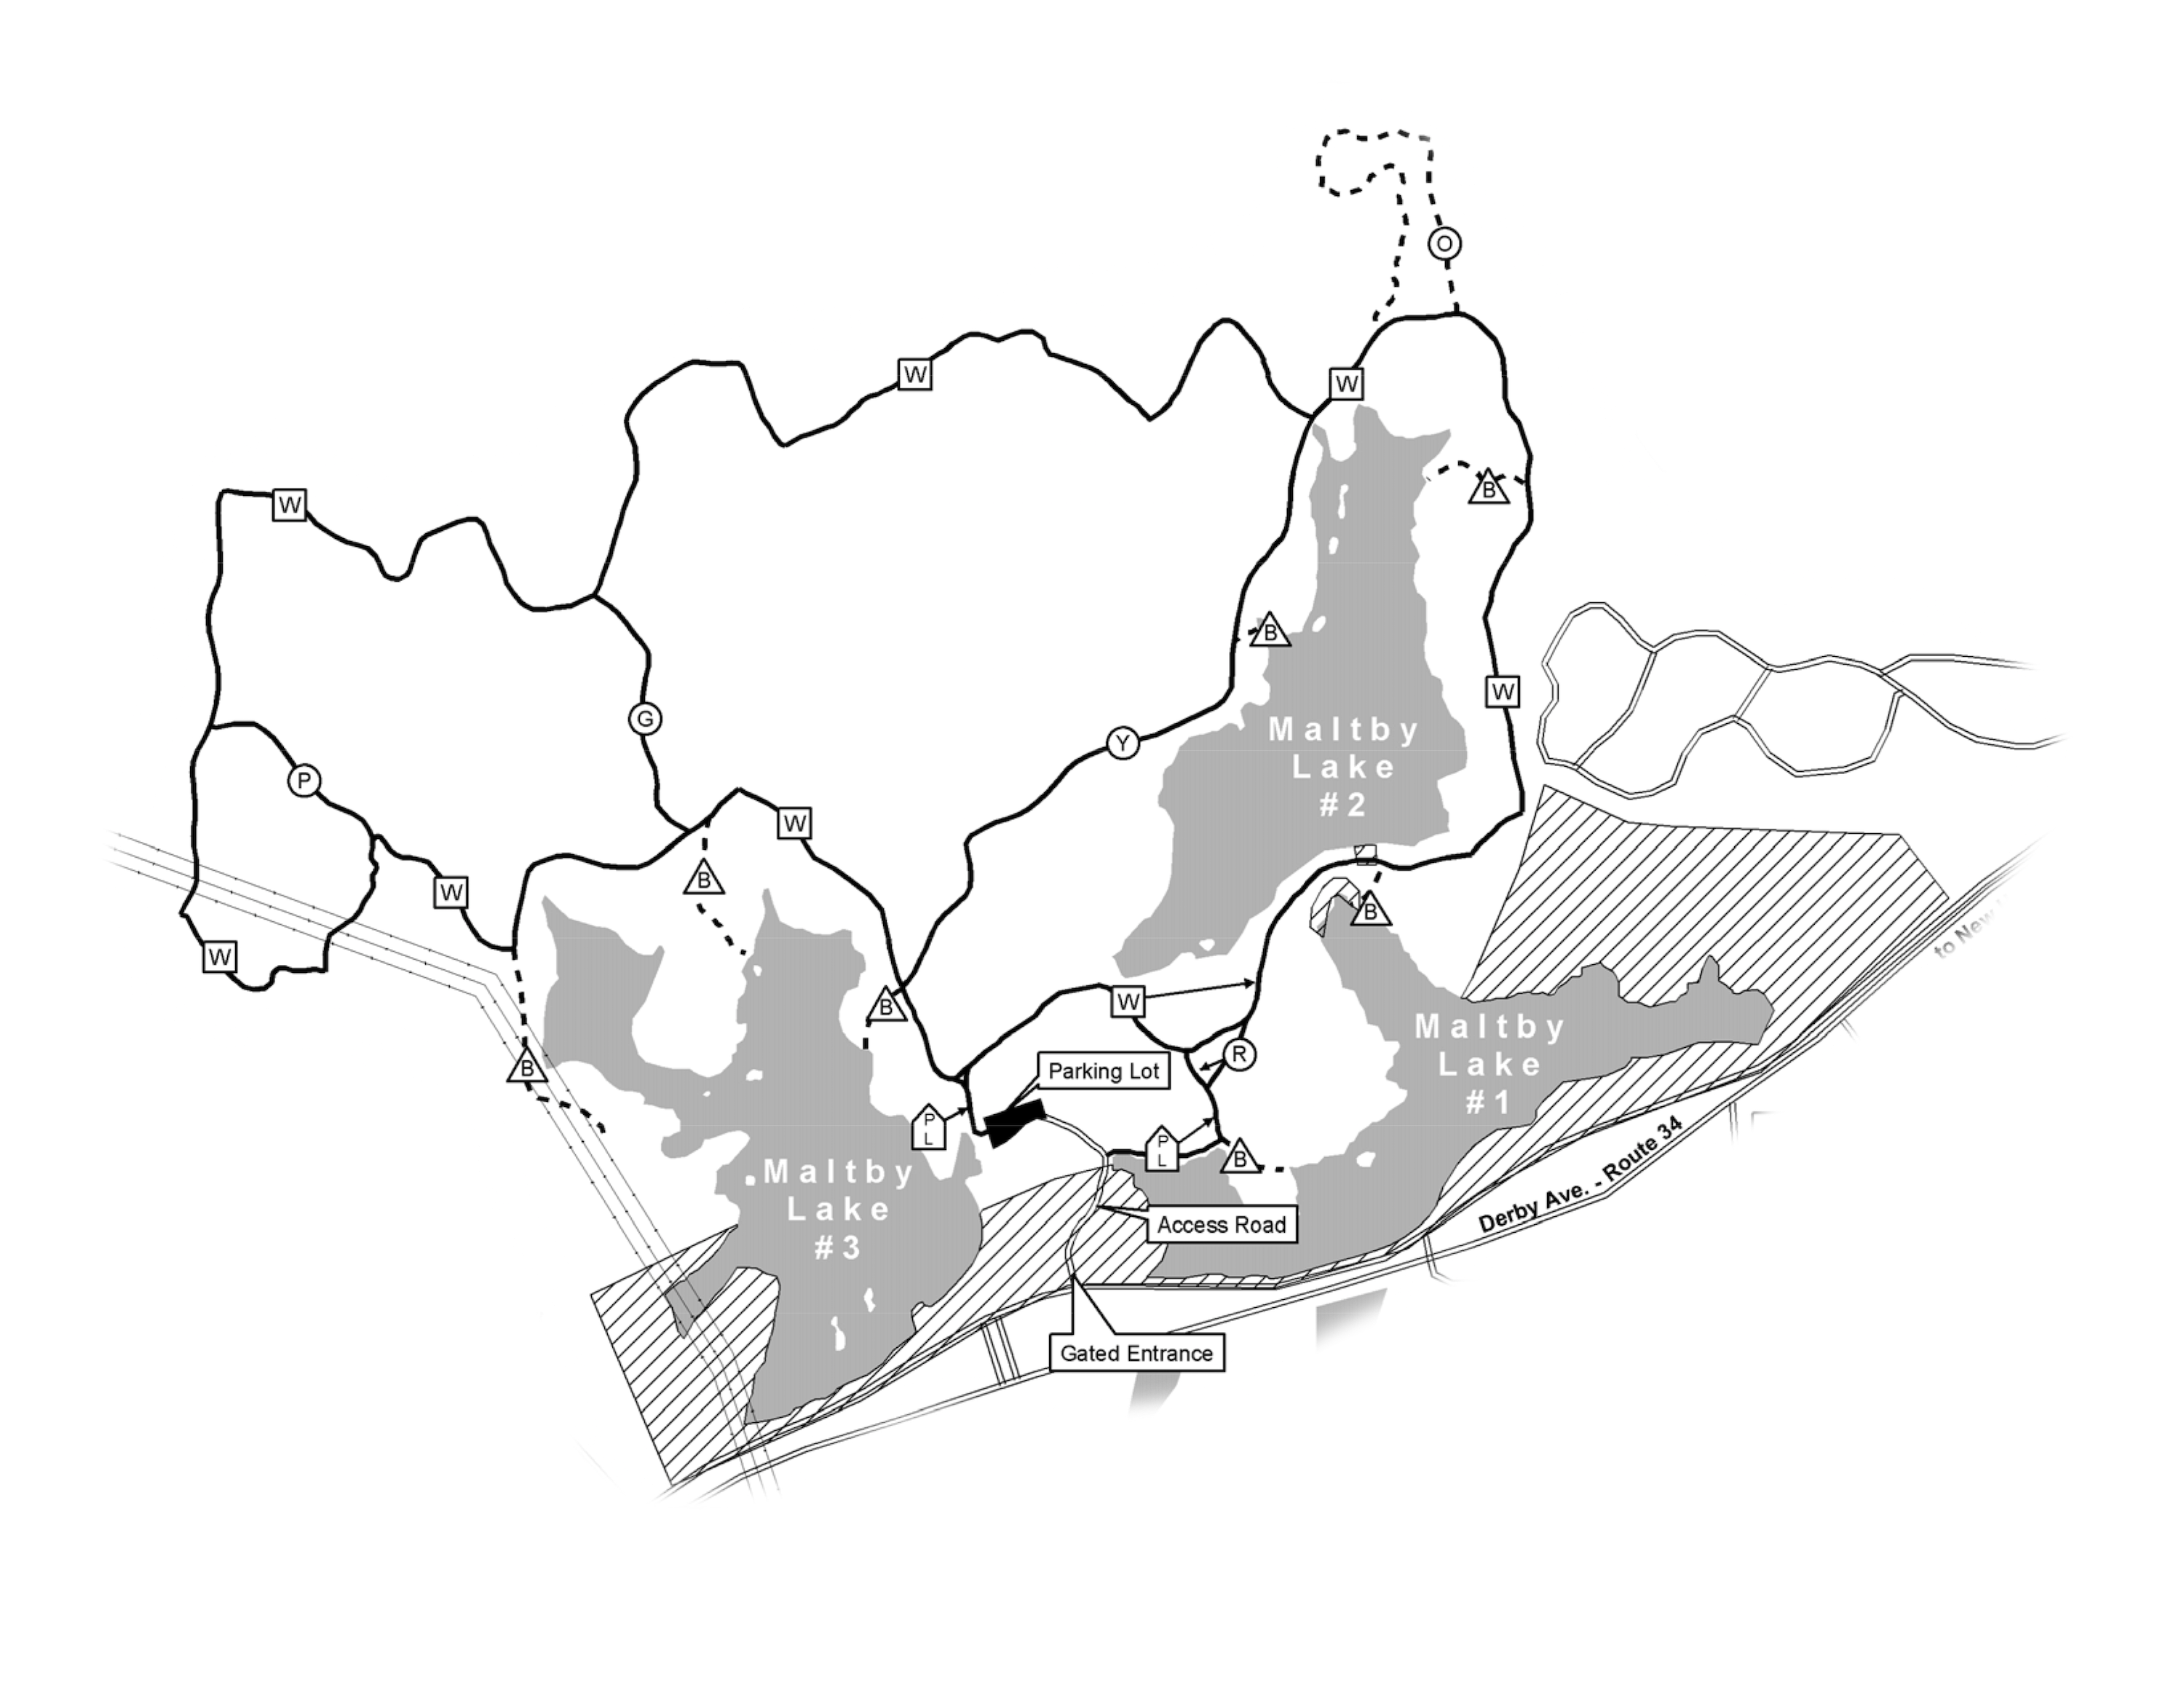 O
W
W
B
W
B
W
G
Y
P
Maltby
Lake
#2
W
W
B
W
B
to New
W
B
W
Maltby
Lake
#1
R
Parking Lot
B
P
L
P
L
B
Maltby
Lake
#3
Access Road
Derby Ave. - Route 34
Gated Entrance